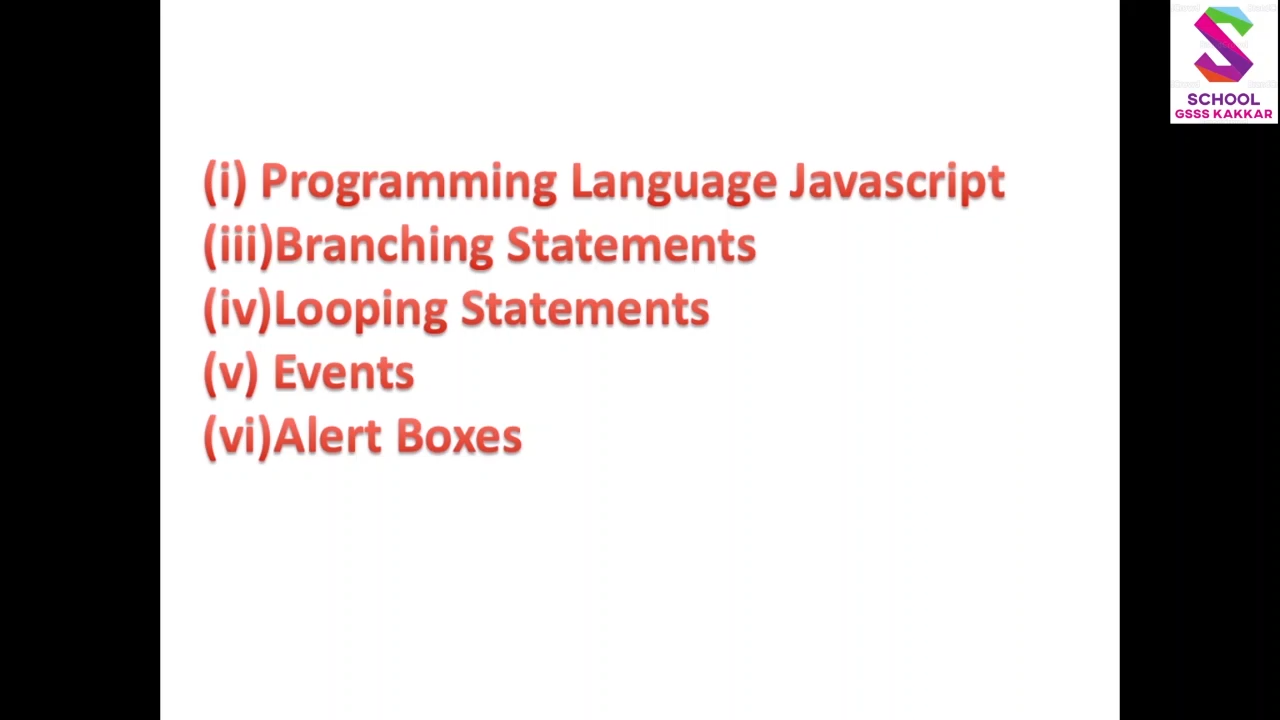 (i) Programming Language Javascript
(iii)Branching Statements
(iv)Looping Statements
(v) Events
(vi)Alert Boxes
SCHOOL
GSSS KAKKAR